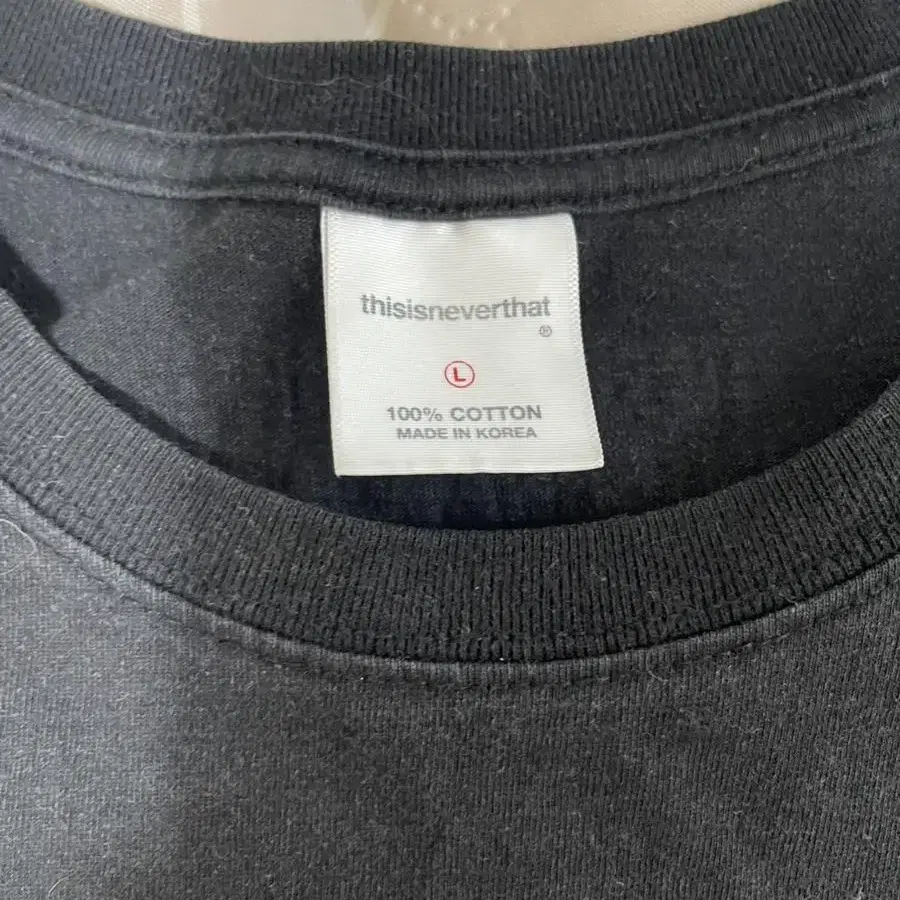 thisisneverthat
®
L
100% COTTON
MADE IN KOREA